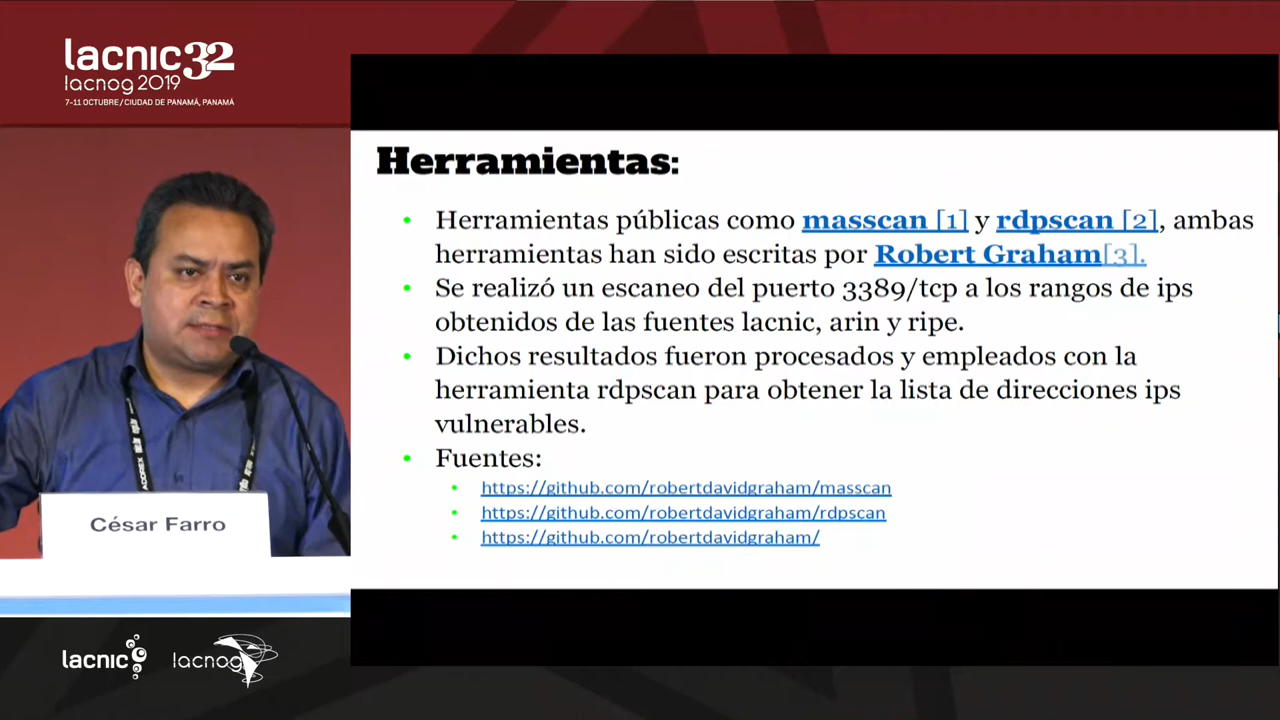 lacnic32
lacnog 2019
7-11 OCTUBRE / CIUDAD DE PANAMÁ, PANAMÁ
Herramientas:
• Herramientas públicas como masscan [1] y rdpscan [2], ambas
herramientas han sido escritas por Robert Graham[3].
• Se realizó un escaneo del puerto 3389/tcp a los rangos de ips
obtenidos de las fuentes lacnic, arin y ripe.
• Dichos resultados fueron procesados y empleados con la
herramienta rdpscan para obtener la lista de direcciones ips
vulnerables.
• Fuentes:
• https://github.com/robertdavidgraham/masscan
• https://github.com/robertdavidgraham/rdpscan
• https://github.com/robertdavidgraham/
César Farro
lacnic
lacnog